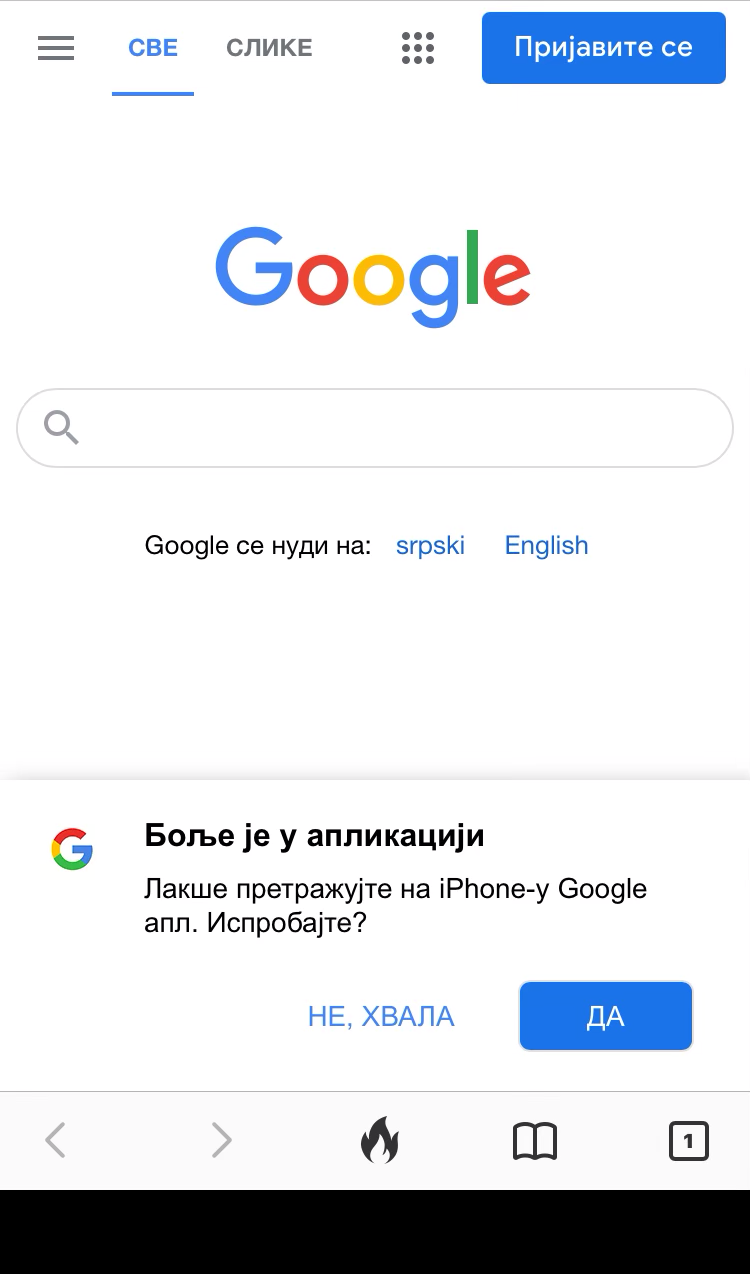 СВЕ СЛИКЕ Пријавите се
Google
Google се нуди на: srpski English
Боље је у апликацији
Лакше претражујте на iPhone-у Google
апл. Испробајте?
НЕ, ХВАЛА ДА
1